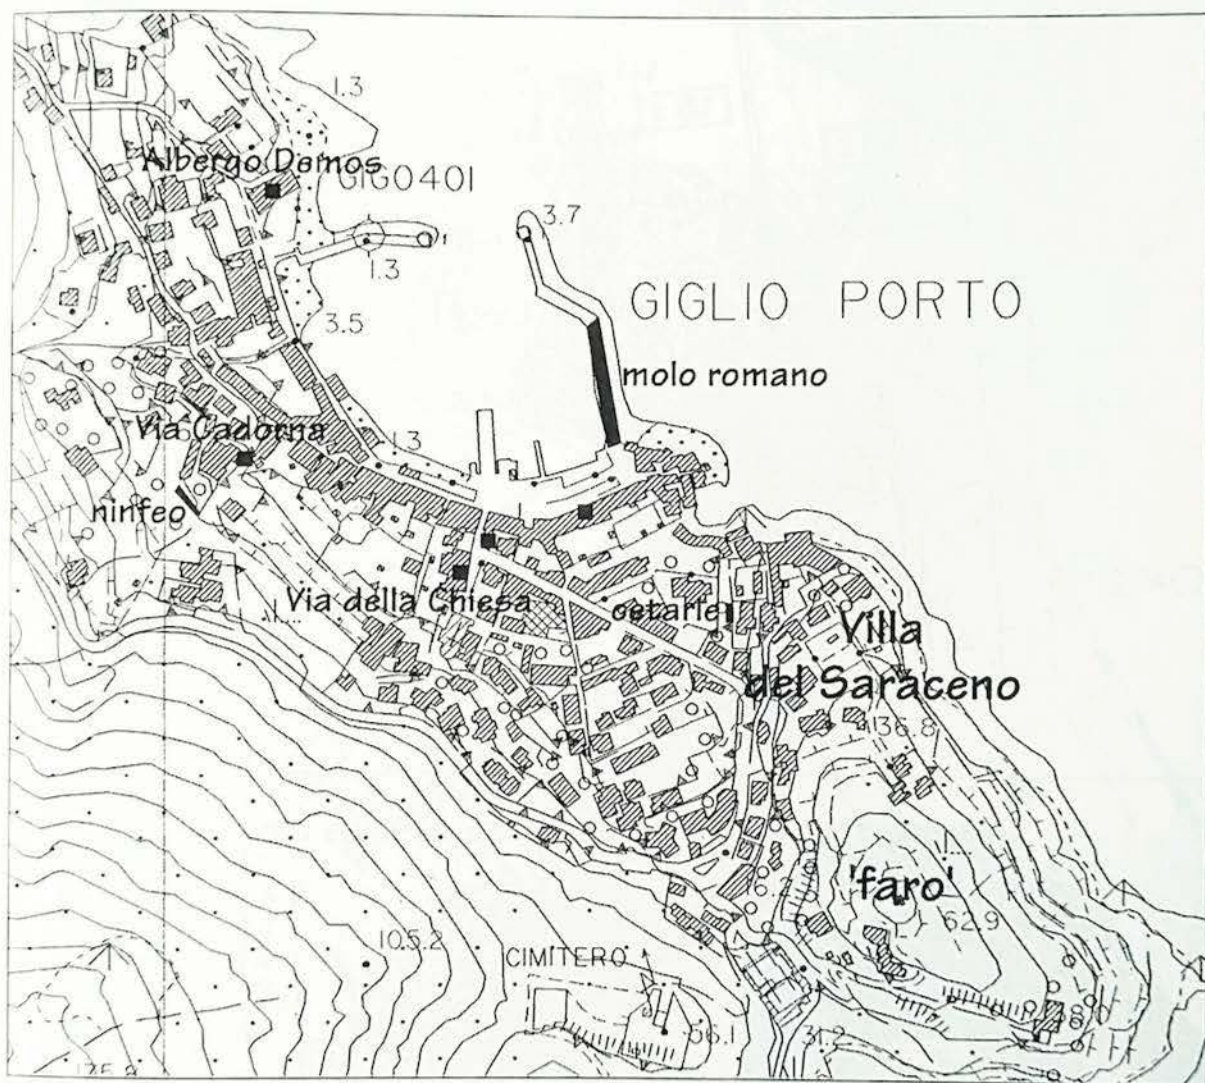 1.3
Albergo Demos
GIG0401
3.7
1.3
GIGLIO PORTO
3.5
molo romano
Via Cadorna
1.3
ninfeo
Via della Chiesa
cetarie
Villa
del Saraceno
136.8
'faro'
62.9
105.2
CIMITERO
56.1
31.2